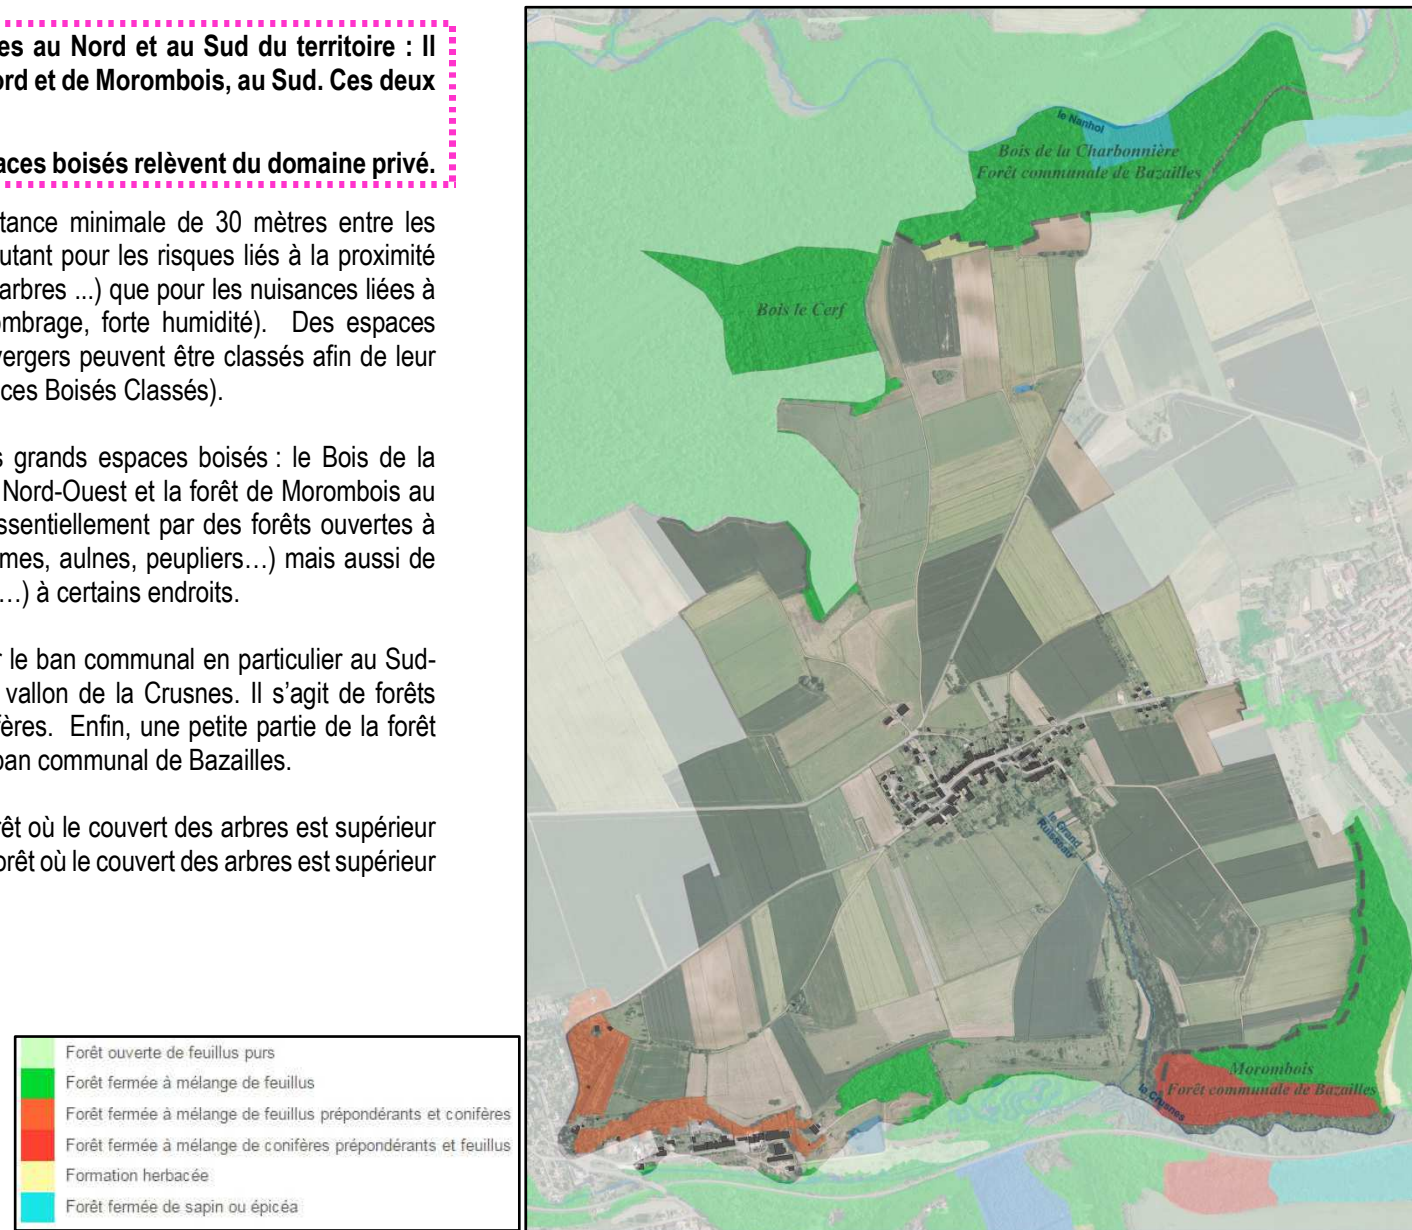 es au Nord et au Sud du territoire : Il
ord et de Morombois, au Sud. Ces deux
aces boisés relèvent du domaine privé.
tance minimale de 30 mètres entre les
utant pour les risques liés à la proximité
arbres ...) que pour les nuisances liées à
ombrage, forte humidité). Des espaces
vergers peuvent être classés afin de leur
ces Boisés Classés).
s grands espaces boisés : le Bois de la
Nord-Ouest et la forêt de Morombois au
ssentiellement par des forêts ouvertes à
mes, aulnes, peupliers…) mais aussi de
…) à certains endroits.
r le ban communal en particulier au Sud-
vallon de la Crusnes. Il s’agit de forêts
fères. Enfin, une petite partie de la forêt
ban communal de Bazailles.
rêt où le couvert des arbres est supérieur
orêt où le couvert des arbres est supérieur
le Nanhol
Bois de la Charbonnière
Forêt communale de Bazailles
Bois le Cerf
le Grand
Ruisseau
Morombois
Forêt communale de Bazailles
la Crusnes
Forêt ouverte de feuillus purs
Forêt fermée à mélange de feuillus
Forêt fermée à mélange de feuillus prépondérants et conifères
Forêt fermée à mélange de conifères prépondérants et feuillus
Formation herbacée
Forêt fermée de sapin ou épicéa